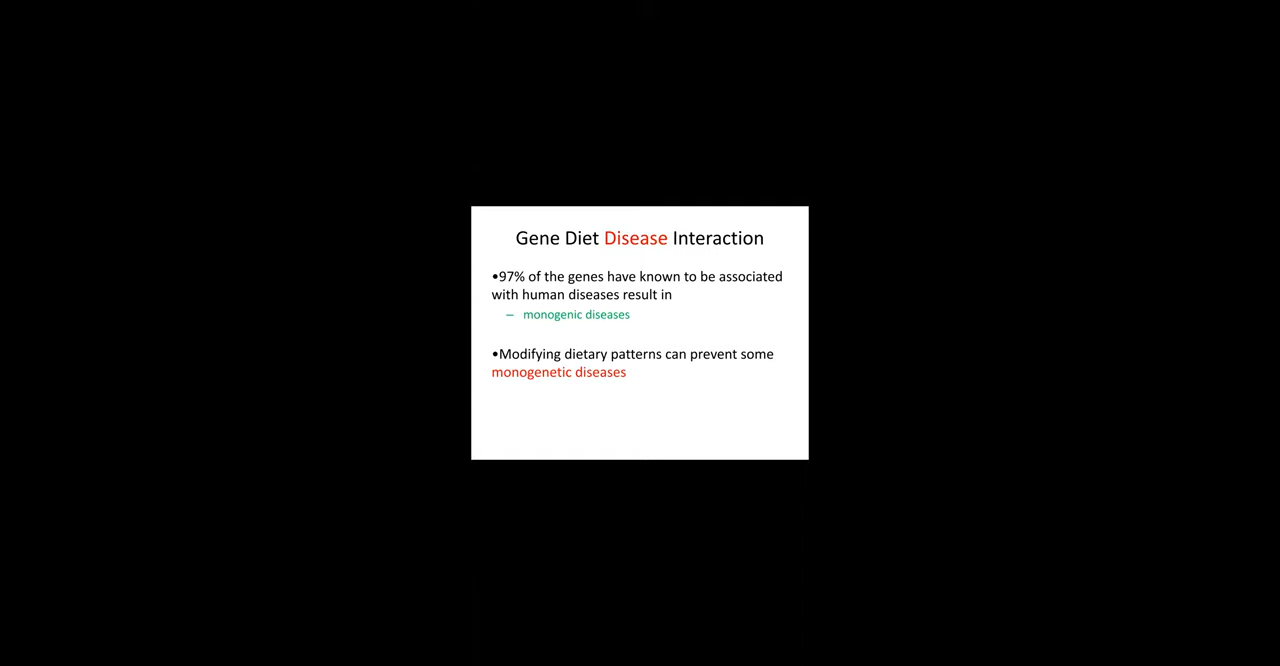 Gene Diet Disease Interaction
•97% of the genes have known to be associated
with human diseases result in
– monogenic diseases
•Modifying dietary patterns can prevent some
monogenetic diseases